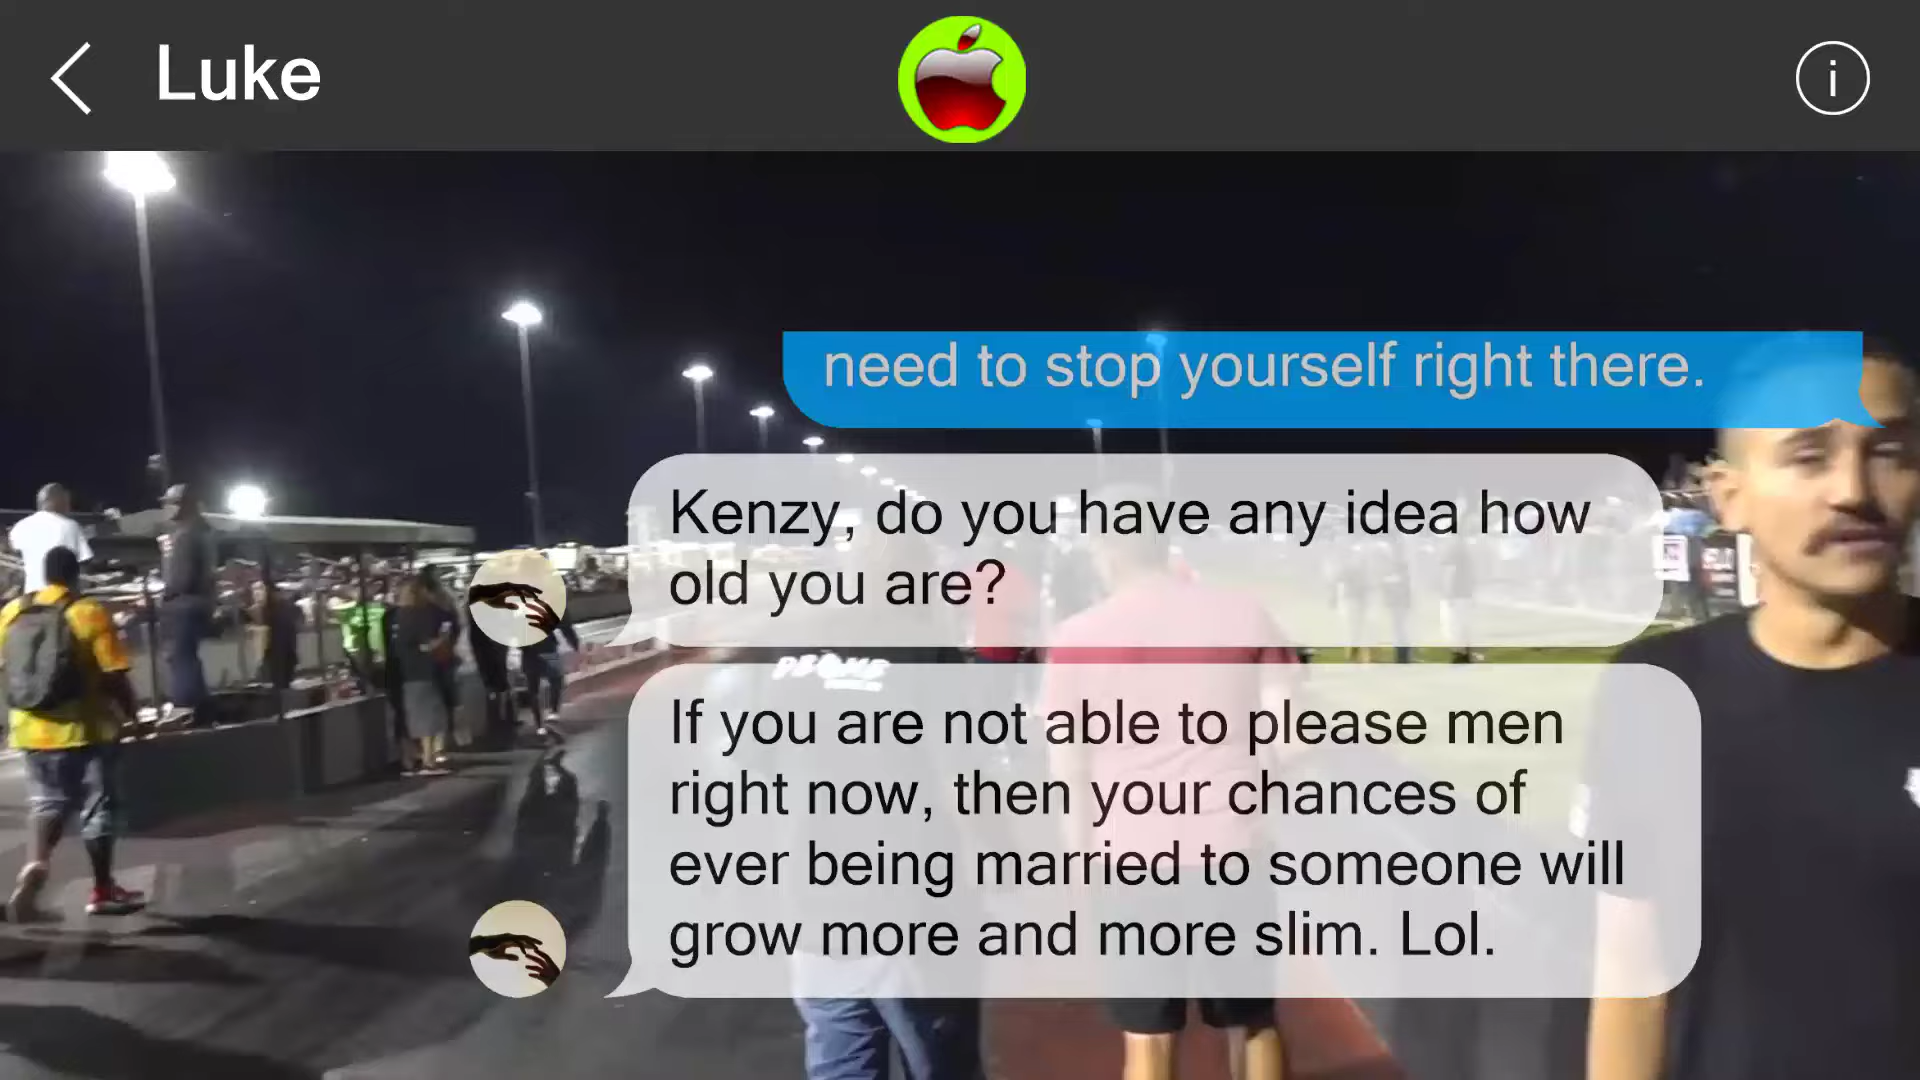 Luke
i
need to stop yourself right there.
Kenzy, do you have any idea how
old you are?
If you are not able to please men
right now, then your chances of
ever being married to someone will
grow more and more slim. Lol.